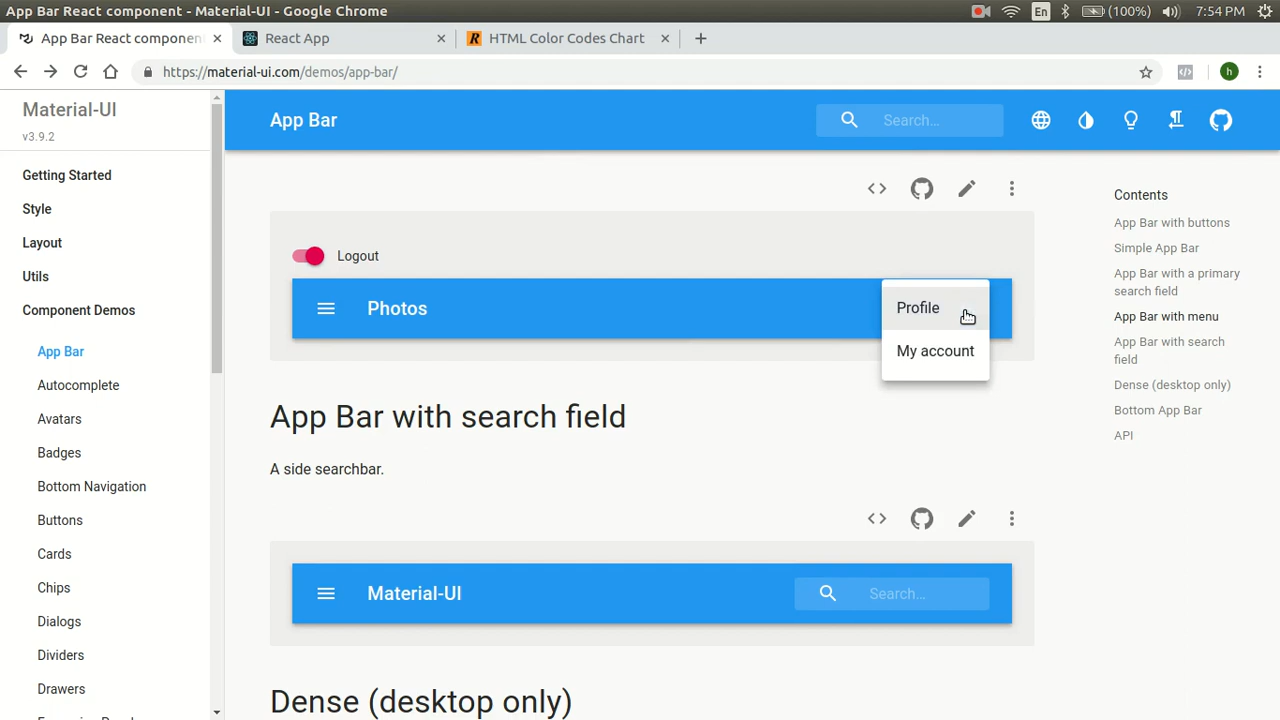 App Bar React component - Material-UI - Google Chrome
En
(100%)
7:54 PM
App Bar React componen
React App
HTML Color Codes Chart
https://material-ui.com/demos/app-bar/
h
Material-UI
v3.9.2
Getting Started
Style
Layout
Utils
Component Demos
App Bar
Autocomplete
Avatars
Badges
Bottom Navigation
Buttons
Cards
Chips
Dialogs
Dividers
Drawers
App Bar
Search...
Logout
Photos
Profile
My account
App Bar with search field
A side searchbar.
Material-UI
Search...
Dense (desktop only)
Contents
App Bar with buttons
Simple App Bar
App Bar with a primary
search field
App Bar with menu
App Bar with search
field
Dense (desktop only)
Bottom App Bar
API